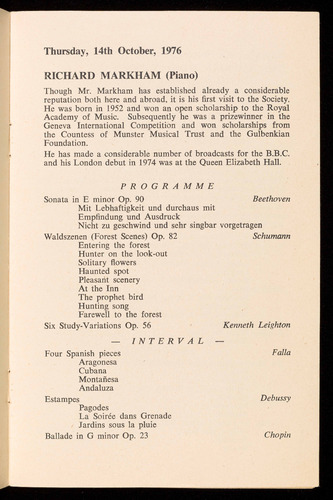 Thursday, 14th October, 1976
RICHARD MARKHAM (Piano)
Though Mr. Markham has established already a considerable
reputation both here and abroad, it is his first visit to the Society.
He was born in 1952 and won an open scholarship to the Royal
Academy of Music. Subsequently he was a prizewinner in the
Geneva International Competition and won scholarships from
the Countess of Munster Musical Trust and the Gulbenkian
Foundation.
He has made a considerable number of broadcasts for the B.B.C.
and his London debut in 1974 was at the Queen Elizabeth Hall.
PROGRAMME
Sonata in E minor Op. 90 Beethoven
Mit Lebhaftigkeit und durchaus mit
Empfindung und Ausdruck
Nicht zu geschwind und sehr singbar vorgetragen
Waldszenen (Forest Scenes) Op. 82 Schumann
Entering the forest
Hunter on the look-out
Solitary flowers
Haunted spot
Pleasant scenery
At the Inn
The prophet bird
Hunting song
Farewell to the forest
Six Study-Variations Op. 56 Kenneth Leighton
— INTERVAL —
Four Spanish pieces Falla
Aragonesa
Cubana
Montañesa
Andaluza
Estampes Debussy
Pagodes
La Soirée dans Grenade
Jardins sous la pluie
Ballade in G minor Op. 23 Chopin